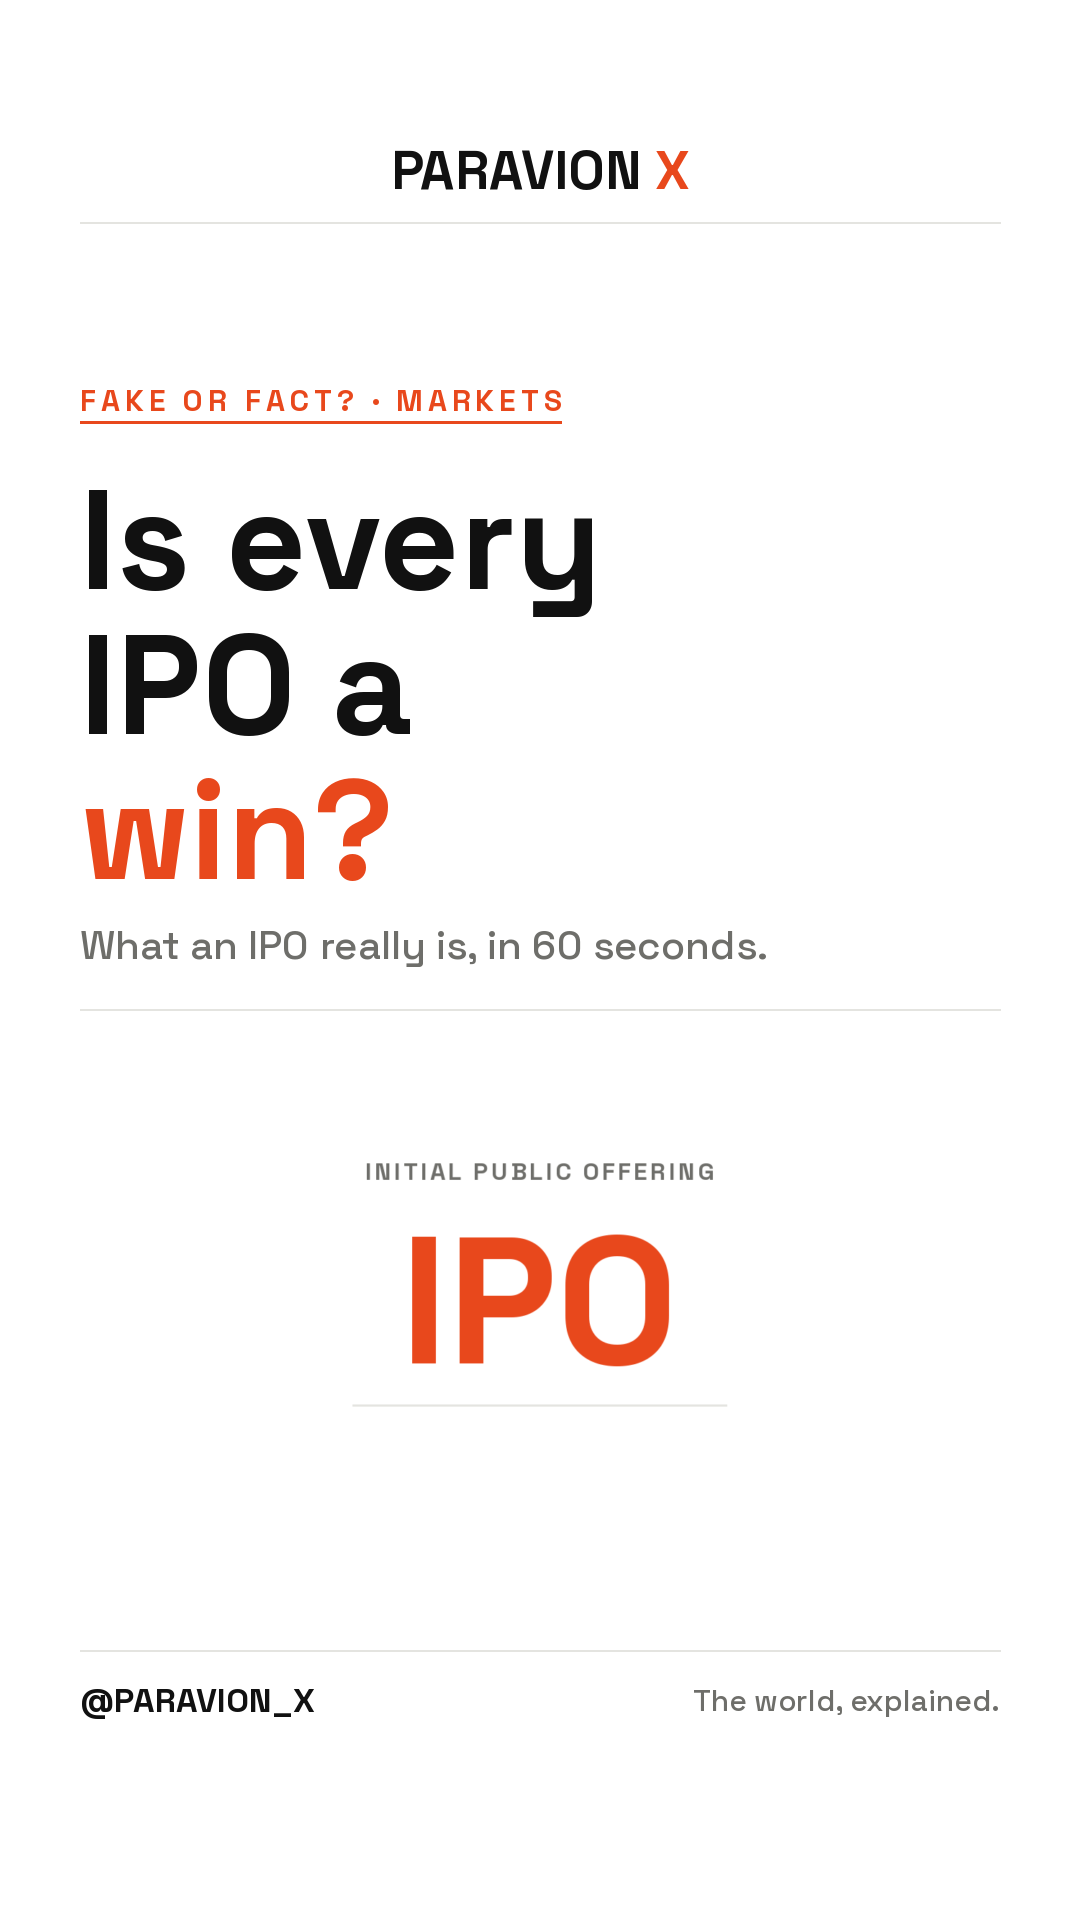 PARAVION X
FAKE OR FACT? · MARKETS
Is every
IPO a
win?
What an IPO really is, in 60 seconds.
INITIAL PUBLIC OFFERING
IPO
@PARAVION_X
The world, explained.